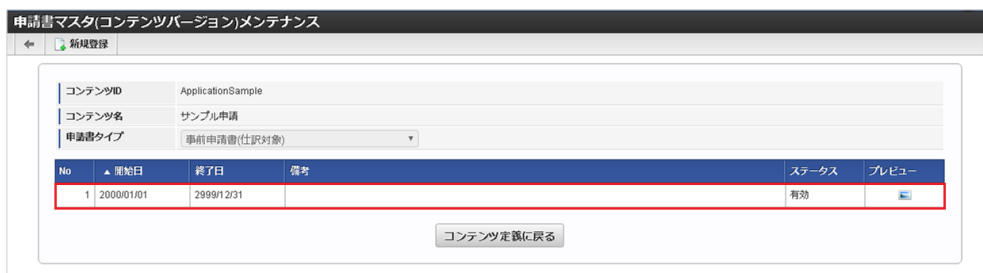 申請書マスタ(コンテンツバージョン)メンテナンス
新規登録
コンテンツID ApplicationSample
コンテンツ名 サンプル申請
申請書タイプ 事前申請書(仕訳対象)
No ▲ 開始日 終了日 備考 ステータス プレビュー
1 2000/01/01 2999/12/31 有効
コンテンツ定義に戻る